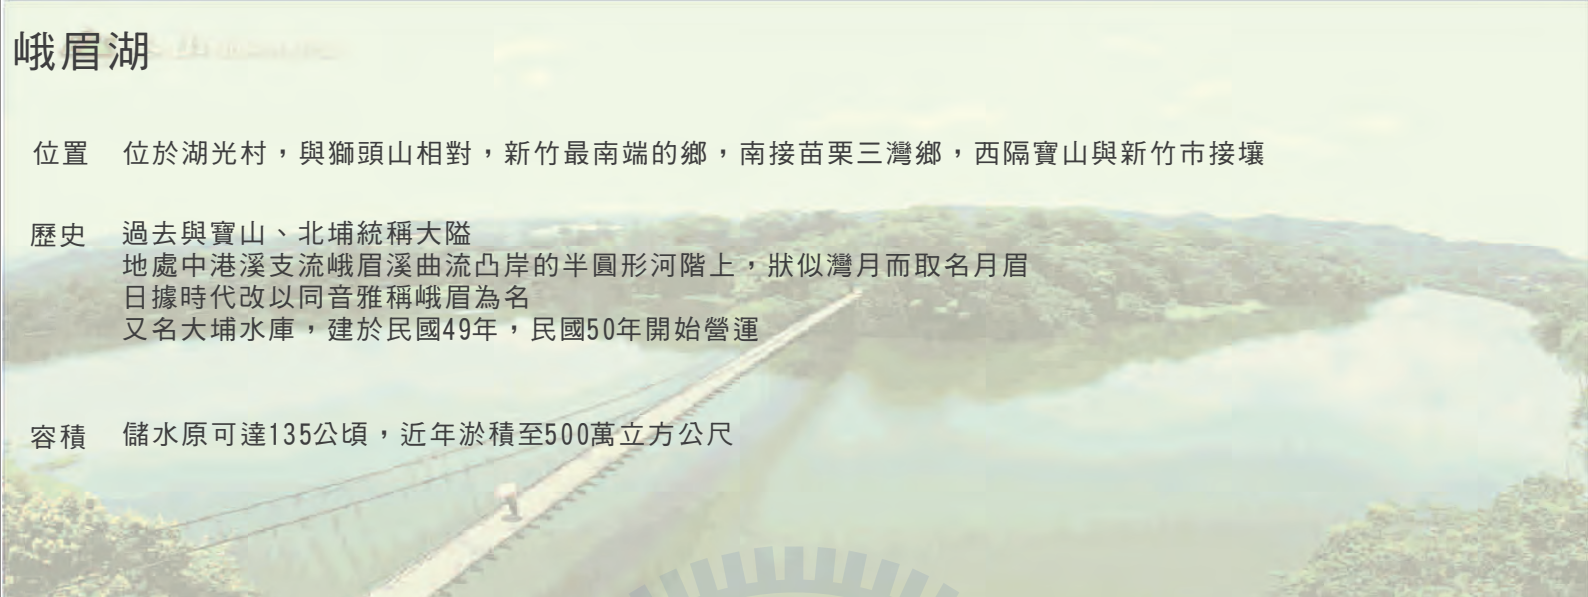 峨眉湖
位置 位於湖光村，與獅頭山相對，新竹最南端的鄉，南接苗栗三灣鄉，西隔寶山與新竹市接壤
歷史 過去與寶山、北埔統稱大隘
地處中港溪支流峨眉溪曲流凸岸的半圓形河階上，狀似灣月而取名月眉
日據時代改以同音雅稱峨眉為名
又名大埔水庫，建於民國49年，民國50年開始營運
容積 儲水原可達135公頃，近年淤積至500萬立方公尺